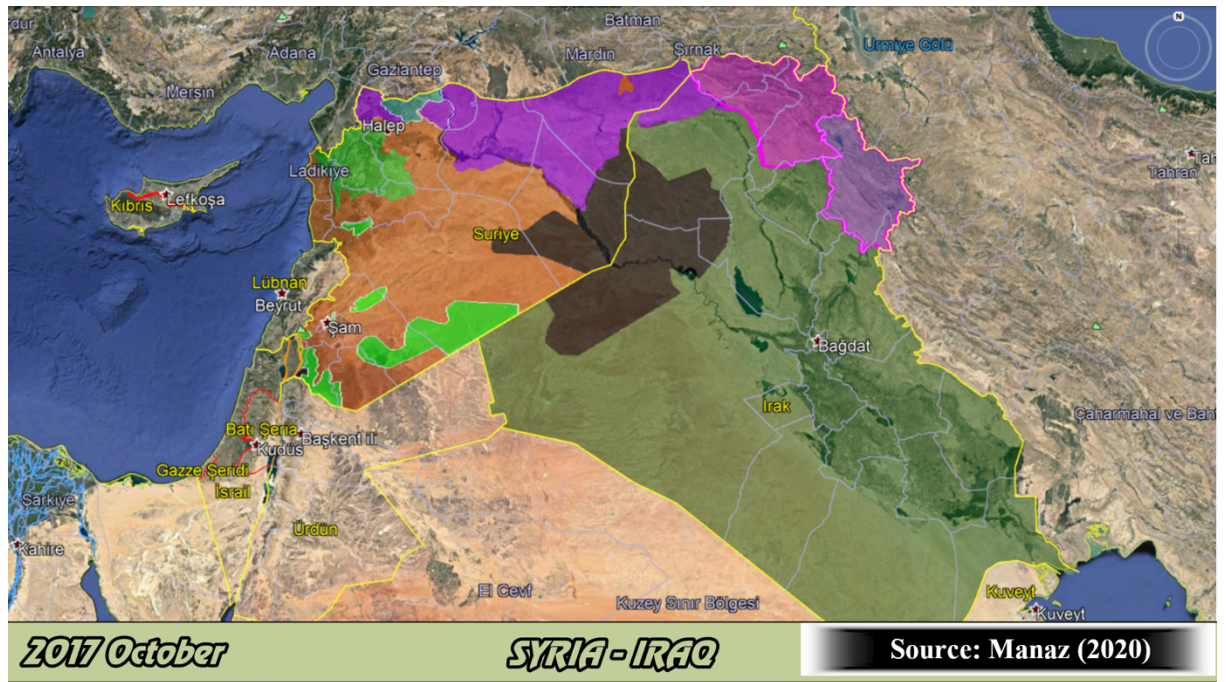 dur
Antalya
Adana
Batman
Mardin
Şırnak
Urmiye Gölü
N
Gaziantep
Mersin
Halep
Ladikiye
Tahran
Kıbrıs
Lefkoşa
Suriye
Lübnan
Beyrut
Şam
Bağdat
Irak
Çaharmahal ve Bah
Batı Şeria
Başkent ili
Kudüs
Gazze Şeridi
İsrail
Şarkiye
Ürdün
Kahire
El Cevf
Kuzey Sınır Bölgesi
Kuveyt
Kuveyt
2017 October
SYRIA - IRAQ
Source: Manaz (2020)